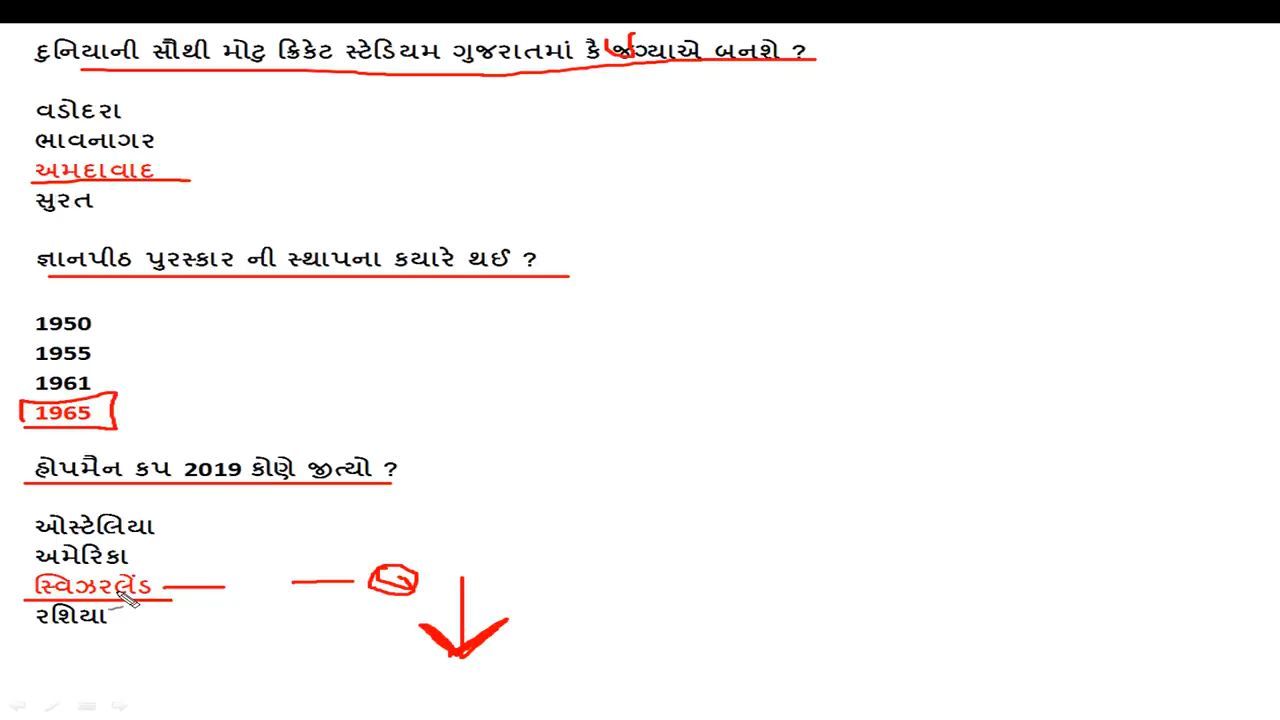 દુનિયાની સૌથી મોટુ ક્રિકેટ સ્ટેડિયમ ગુજરાતમાં કૈ જગ્યાએ બનશે ?
વડોદરા
ભાવનાગર
અમદાવાદ
સુરત
જ્ઞાનપીઠ પુરસ્કાર ની સ્થાપના કયારે થઈ ?
1950
1955
1961
1965
હોપમૈન કપ 2019 કોણે જીત્યો ?
ઓસ્ટેલિયા
અમેરિકા
સ્વિઝરલેંડ
રશિયા